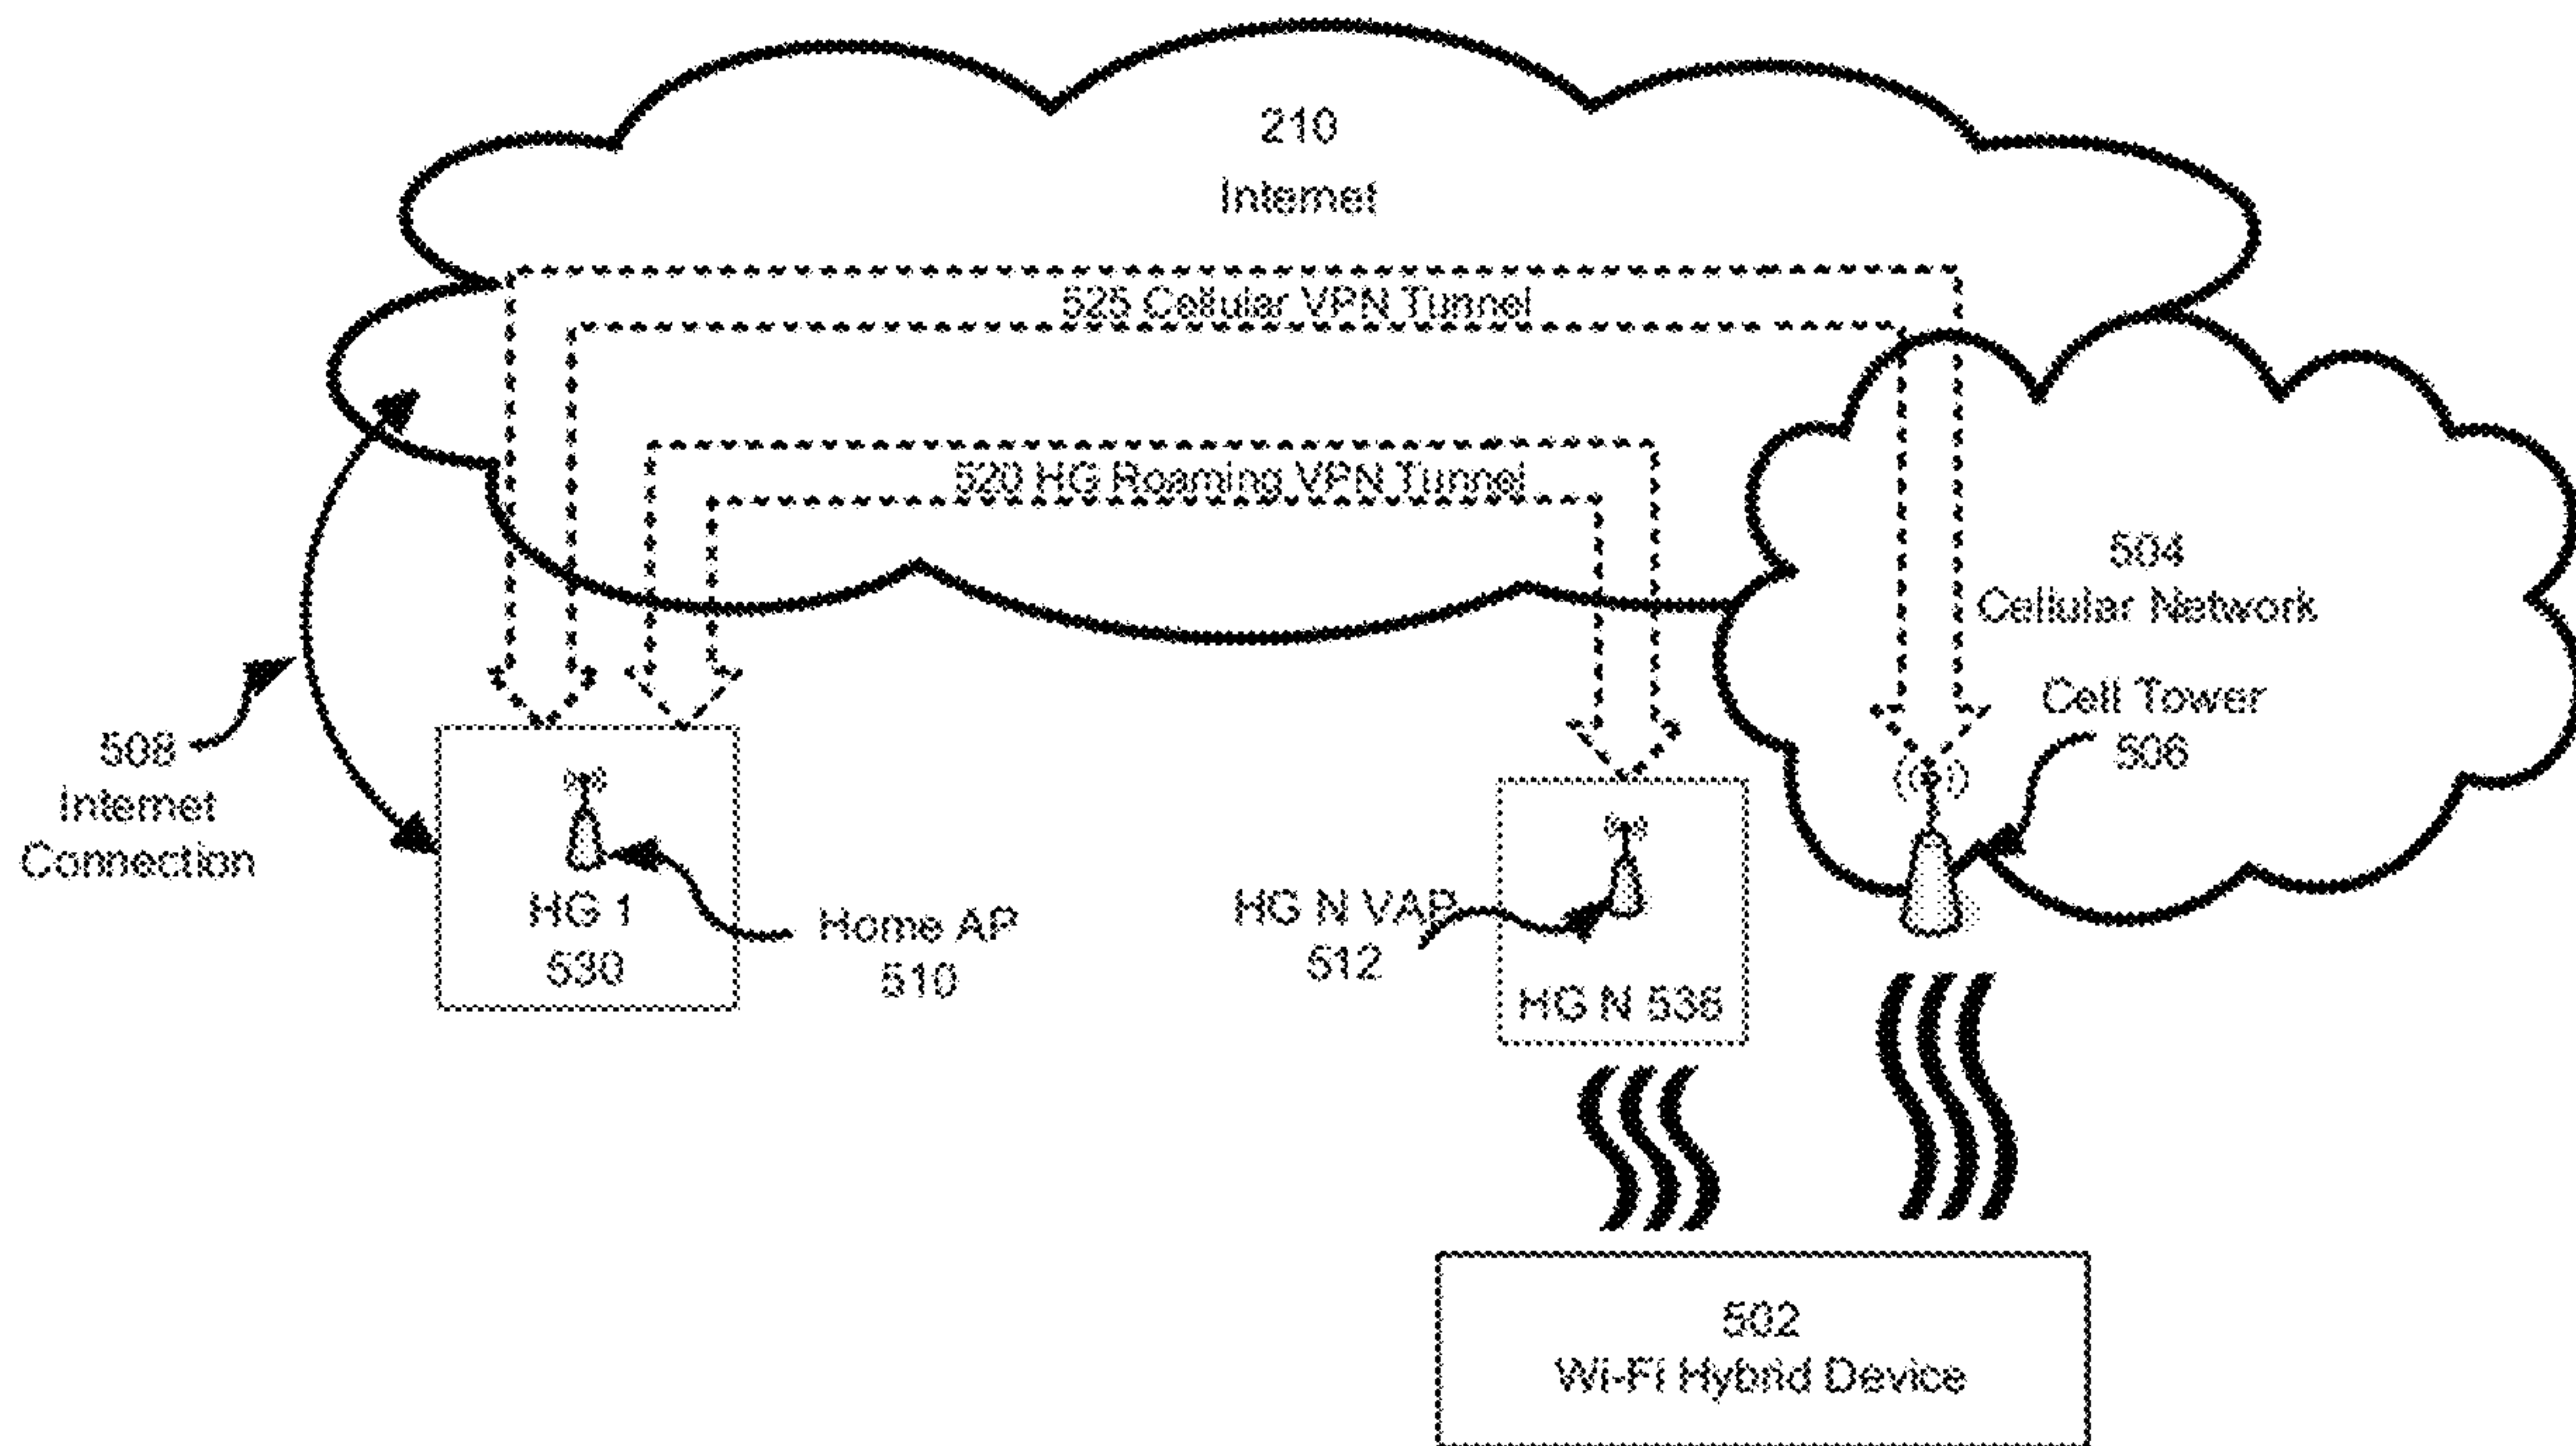 210
Internet
525 Cellular VPN Tunnel
520 HG Roaming VPN Tunnel
504
Cellular Network
Cell Tower
506
508
Internet
Connection
HG 1
530
Home AP
510
HG N VAP
512
HG N 536
502
Wi-Fi Hybrid Device